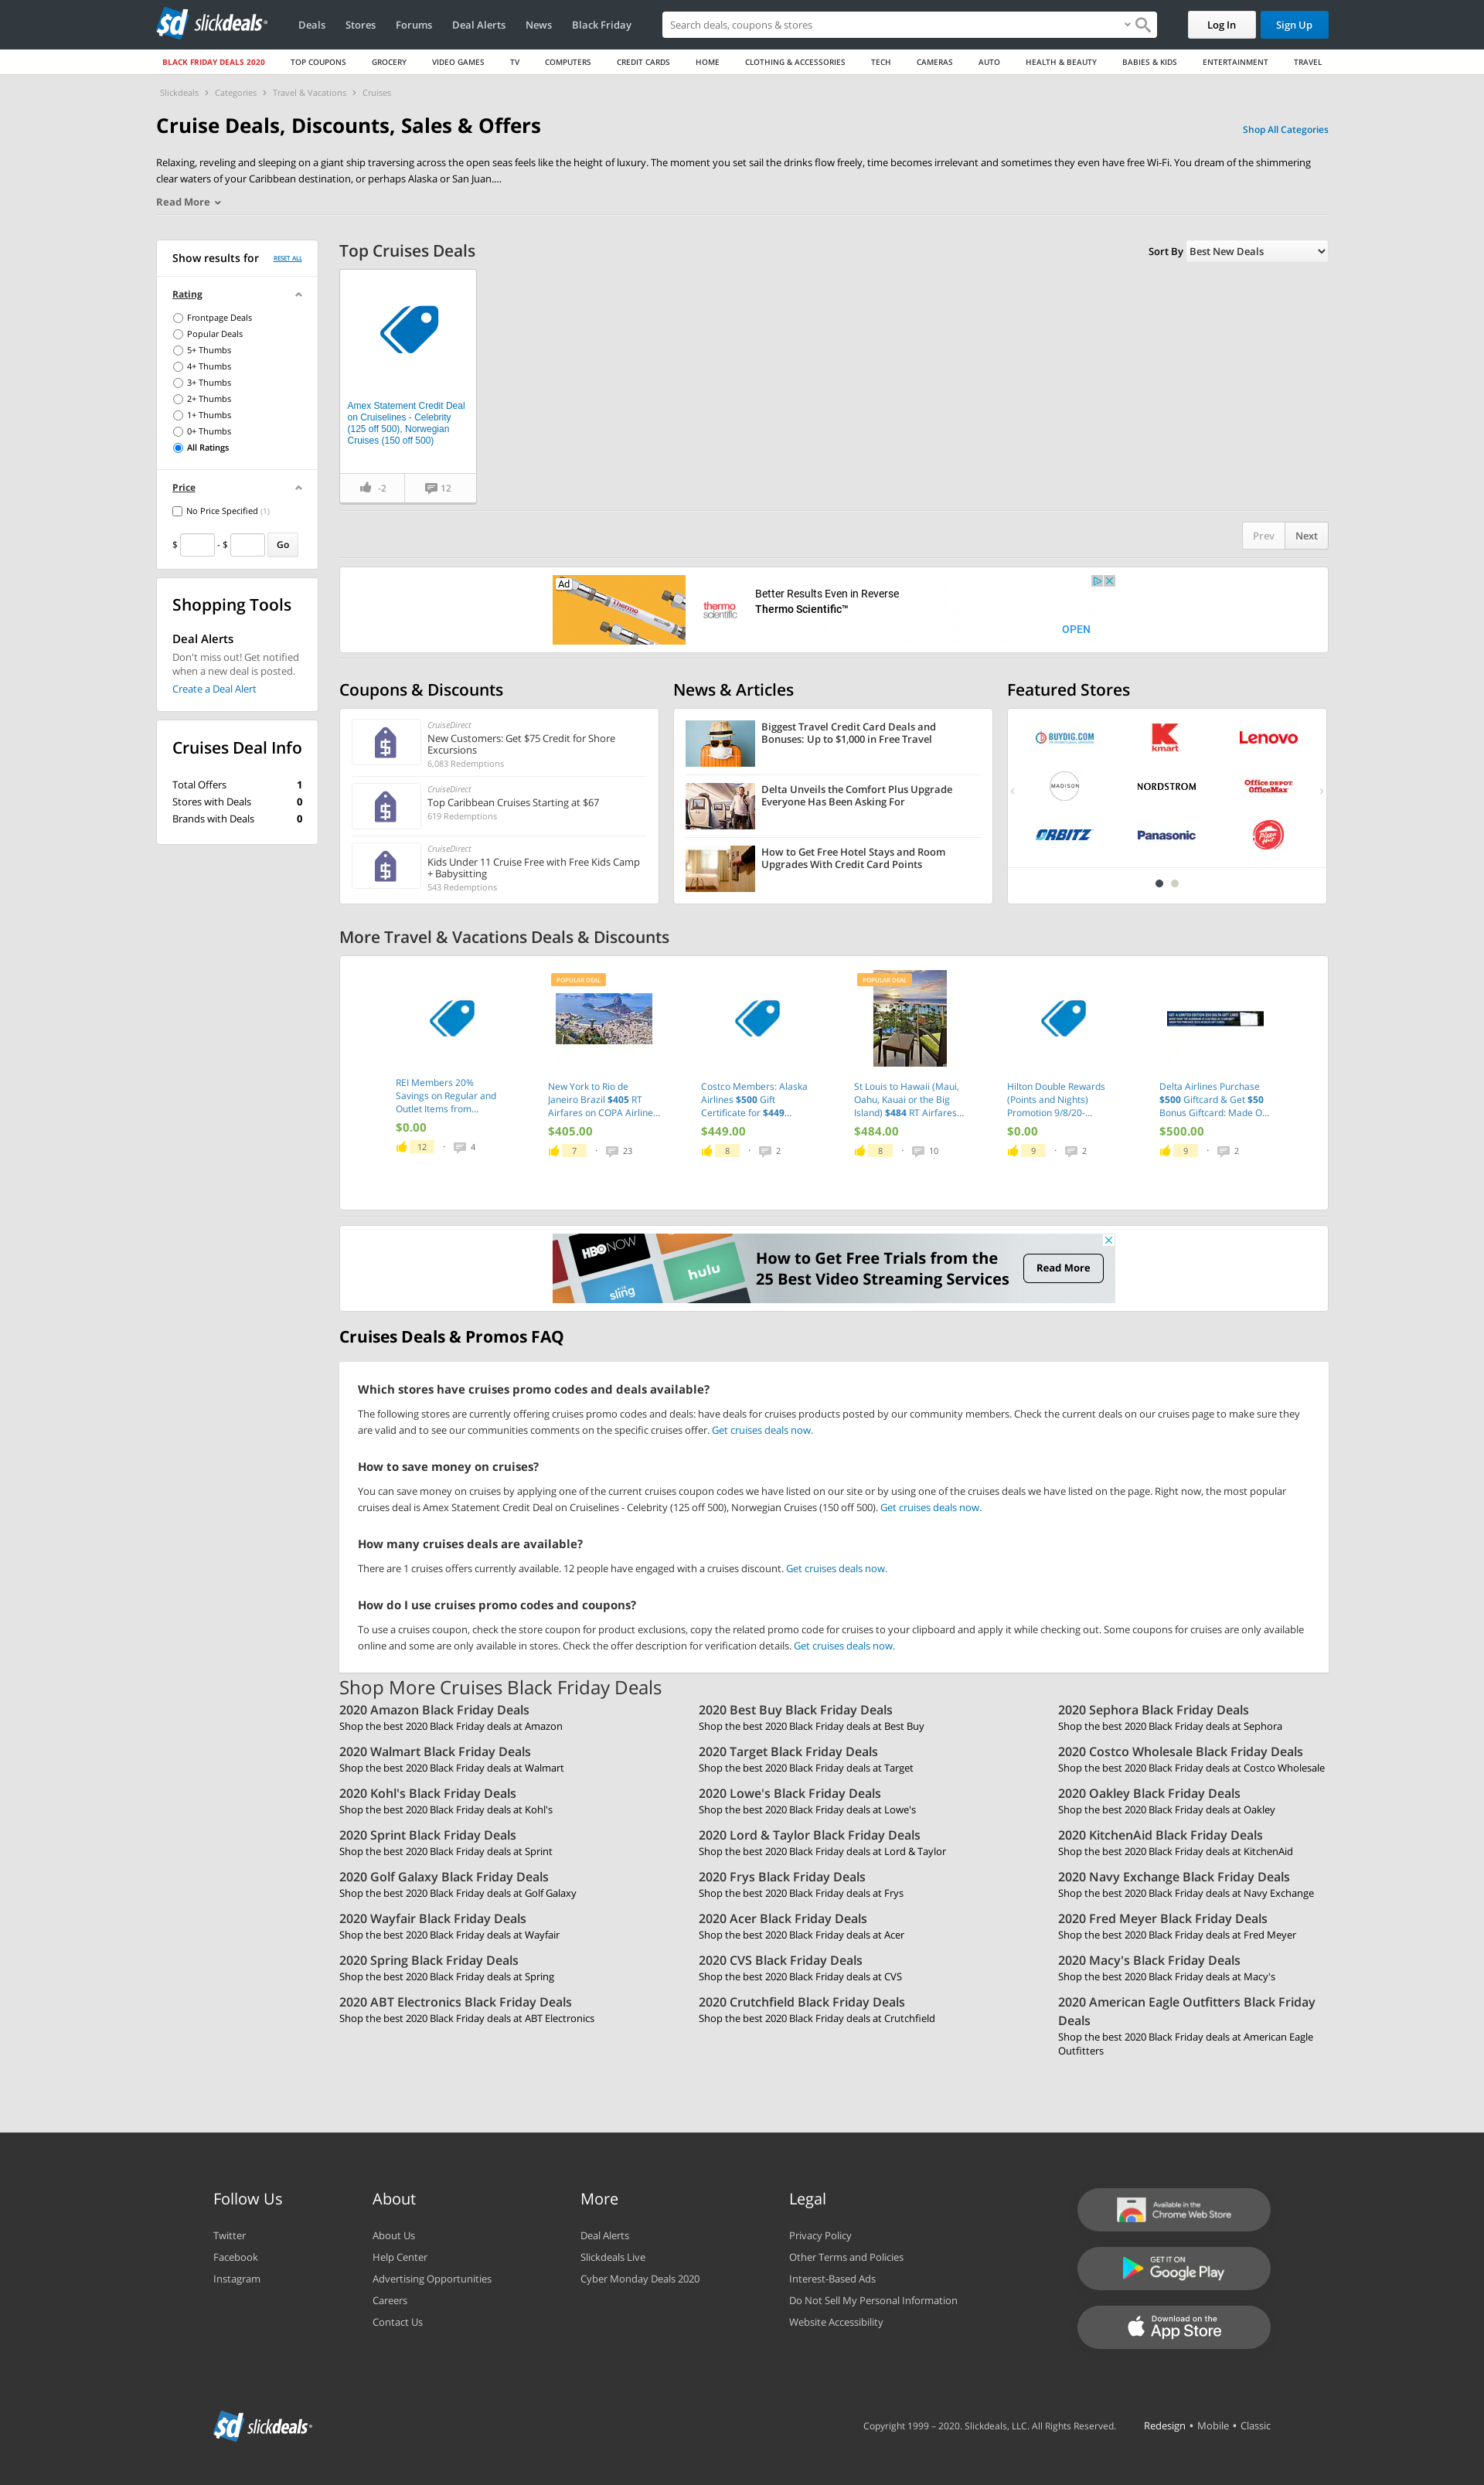 slickdeals
Deals
Stores
Forums
Deal Alerts
News
Black Friday
Search deals, coupons & stores
Log In
Sign Up
BLACK FRIDAY DEALS 2020
TOP COUPONS
GROCERY
VIDEO GAMES
TV
COMPUTERS
CREDIT CARDS
HOME
CLOTHING & ACCESSORIES
TECH
CAMERAS
AUTO
HEALTH & BEAUTY
BABIES & KIDS
ENTERTAINMENT
TRAVEL
Slickdeals > Categories > Travel & Vacations > Cruises
Cruise Deals, Discounts, Sales & Offers
Shop All Categories
Relaxing, reveling and sleeping on a giant ship traversing across the open seas feels like the height of luxury. The moment you set sail the drinks flow freely, time becomes irrelevant and sometimes they even have free Wi-Fi. You dream of the shimmering
clear waters of your Caribbean destination, or perhaps Alaska or San Juan....
Read More
Show results for
RESET ALL
Rating
Frontpage Deals
Popular Deals
5+ Thumbs
4+ Thumbs
3+ Thumbs
2+ Thumbs
1+ Thumbs
0+ Thumbs
All Ratings
Price
No Price Specified (1)
$ - $ Go
Shopping Tools
Deal Alerts
Don't miss out! Get notified
when a new deal is posted.
Create a Deal Alert
Cruises Deal Info
Total Offers 1
Stores with Deals 0
Brands with Deals 0
Top Cruises Deals
Sort By Best New Deals
Amex Statement Credit Deal
on Cruiselines - Celebrity
(125 off 500), Norwegian
Cruises (150 off 500)
-2
12
Prev
Next
Ad
thermo
scientific
Better Results Even in Reverse
Thermo Scientific™
OPEN
Coupons & Discounts
CruiseDirect
New Customers: Get $75 Credit for Shore
Excursions
6,083 Redemptions
CruiseDirect
Top Caribbean Cruises Starting at $67
619 Redemptions
CruiseDirect
Kids Under 11 Cruise Free with Free Kids Camp
+ Babysitting
543 Redemptions
News & Articles
Biggest Travel Credit Card Deals and
Bonuses: Up to $1,000 in Free Travel
Delta Unveils the Comfort Plus Upgrade
Everyone Has Been Asking For
How to Get Free Hotel Stays and Room
Upgrades With Credit Card Points
Featured Stores
BUYDIG.COM
kmart
Lenovo
MADISON
NORDSTROM
Office DEPOT
OfficeMax
ORBITZ
Panasonic
Pizza Hut
More Travel & Vacations Deals & Discounts
REI Members 20%
Savings on Regular and
Outlet Items from...
$0.00
12 · 4
POPULAR DEAL
New York to Rio de
Janeiro Brazil $405 RT
Airfares on COPA Airline...
$405.00
7 · 23
Costco Members: Alaska
Airlines $500 Gift
Certificate for $449...
$449.00
8 · 2
POPULAR DEAL
St Louis to Hawaii (Maui,
Oahu, Kauai or the Big
Island) $484 RT Airfares...
$484.00
8 · 10
Hilton Double Rewards
(Points and Nights)
Promotion 9/8/20-...
$0.00
9 · 2
Delta Airlines Purchase
$500 Giftcard & Get $50
Bonus Giftcard: Made O...
$500.00
9 · 2
HBO NOW
sling
hulu
How to Get Free Trials from the
25 Best Video Streaming Services
Read More
Cruises Deals & Promos FAQ
Which stores have cruises promo codes and deals available?
The following stores are currently offering cruises promo codes and deals: have deals for cruises products posted by our community members. Check the current deals on our cruises page to make sure they
are valid and to see our communities comments on the specific cruises offer. Get cruises deals now.
How to save money on cruises?
You can save money on cruises by applying one of the current cruises coupon codes we have listed on our site or by using one of the cruises deals we have listed on the page. Right now, the most popular
cruises deal is Amex Statement Credit Deal on Cruiselines - Celebrity (125 off 500), Norwegian Cruises (150 off 500). Get cruises deals now.
How many cruises deals are available?
There are 1 cruises offers currently available. 12 people have engaged with a cruises discount. Get cruises deals now.
How do I use cruises promo codes and coupons?
To use a cruises coupon, check the store coupon for product exclusions, copy the related promo code for cruises to your clipboard and apply it while checking out. Some coupons for cruises are only available
online and some are only available in stores. Check the offer description for verification details. Get cruises deals now.
Shop More Cruises Black Friday Deals
2020 Amazon Black Friday Deals
Shop the best 2020 Black Friday deals at Amazon
2020 Best Buy Black Friday Deals
Shop the best 2020 Black Friday deals at Best Buy
2020 Sephora Black Friday Deals
Shop the best 2020 Black Friday deals at Sephora
2020 Walmart Black Friday Deals
Shop the best 2020 Black Friday deals at Walmart
2020 Target Black Friday Deals
Shop the best 2020 Black Friday deals at Target
2020 Costco Wholesale Black Friday Deals
Shop the best 2020 Black Friday deals at Costco Wholesale
2020 Kohl's Black Friday Deals
Shop the best 2020 Black Friday deals at Kohl's
2020 Lowe's Black Friday Deals
Shop the best 2020 Black Friday deals at Lowe's
2020 Oakley Black Friday Deals
Shop the best 2020 Black Friday deals at Oakley
2020 Sprint Black Friday Deals
Shop the best 2020 Black Friday deals at Sprint
2020 Lord & Taylor Black Friday Deals
Shop the best 2020 Black Friday deals at Lord & Taylor
2020 KitchenAid Black Friday Deals
Shop the best 2020 Black Friday deals at KitchenAid
2020 Golf Galaxy Black Friday Deals
Shop the best 2020 Black Friday deals at Golf Galaxy
2020 Frys Black Friday Deals
Shop the best 2020 Black Friday deals at Frys
2020 Navy Exchange Black Friday Deals
Shop the best 2020 Black Friday deals at Navy Exchange
2020 Wayfair Black Friday Deals
Shop the best 2020 Black Friday deals at Wayfair
2020 Acer Black Friday Deals
Shop the best 2020 Black Friday deals at Acer
2020 Fred Meyer Black Friday Deals
Shop the best 2020 Black Friday deals at Fred Meyer
2020 Spring Black Friday Deals
Shop the best 2020 Black Friday deals at Spring
2020 CVS Black Friday Deals
Shop the best 2020 Black Friday deals at CVS
2020 Macy's Black Friday Deals
Shop the best 2020 Black Friday deals at Macy's
2020 ABT Electronics Black Friday Deals
Shop the best 2020 Black Friday deals at ABT Electronics
2020 Crutchfield Black Friday Deals
Shop the best 2020 Black Friday deals at Crutchfield
2020 American Eagle Outfitters Black Friday
Deals
Shop the best 2020 Black Friday deals at American Eagle
Outfitters
Follow Us
Twitter
Facebook
Instagram
About
About Us
Help Center
Advertising Opportunities
Careers
Contact Us
More
Deal Alerts
Slickdeals Live
Cyber Monday Deals 2020
Legal
Privacy Policy
Other Terms and Policies
Interest-Based Ads
Do Not Sell My Personal Information
Website Accessibility
Available in the
Chrome Web Store
GET IT ON
Google Play
Download on the
App Store
slickdeals
Copyright 1999 – 2020. Slickdeals, LLC. All Rights Reserved.
Redesign • Mobile • Classic